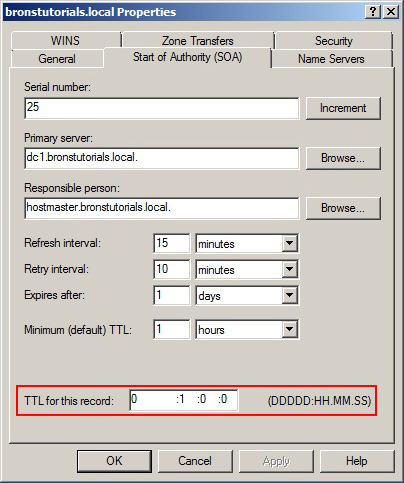 bronstutorials.local Properties
WINS Zone Transfers Security
General Start of Authority (SOA) Name Servers
Serial number:
25 Increment
Primary server:
dc1.bronstutorials.local. Browse...
Responsible person:
hostmaster.bronstutorials.local. Browse...
Refresh interval: 15 minutes
Retry interval: 10 minutes
Expires after: 1 days
Minimum (default) TTL: 1 hours
TTL for this record: 0 :1 :0 :0 (DDDDD:HH.MM.SS)
OK Cancel Apply Help